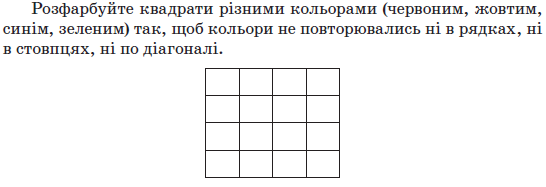 Розфарбуйте квадрати різними кольорами (червоним, жовтим,
синім, зеленим) так, щоб кольори не повторювались ні в рядках, ні
в стовпцях, ні по діагоналі.